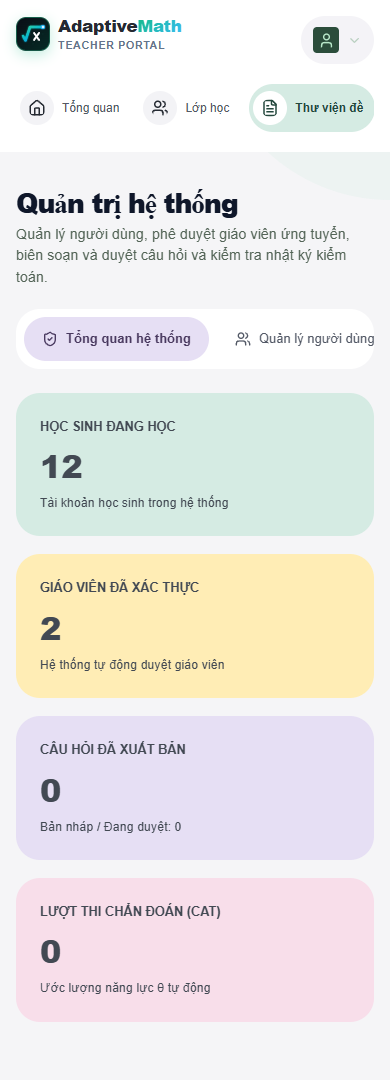 AdaptiveMath
TEACHER PORTAL
Tổng quan
Lớp học
Thư viện đề
Quản trị hệ thống
Quản lý người dùng, phê duyệt giáo viên ứng tuyển,
biên soạn và duyệt câu hỏi và kiểm tra nhật ký kiểm
toán.
Tổng quan hệ thống
Quản lý người dùng
HỌC SINH ĐANG HỌC
12
Tài khoản học sinh trong hệ thống
GIÁO VIÊN ĐÃ XÁC THỰC
2
Hệ thống tự động duyệt giáo viên
CÂU HỎI ĐÃ XUẤT BẢN
0
Bản nháp / Đang duyệt: 0
LƯỢT THI CHẨN ĐOÁN (CAT)
0
Ước lượng năng lực θ tự động